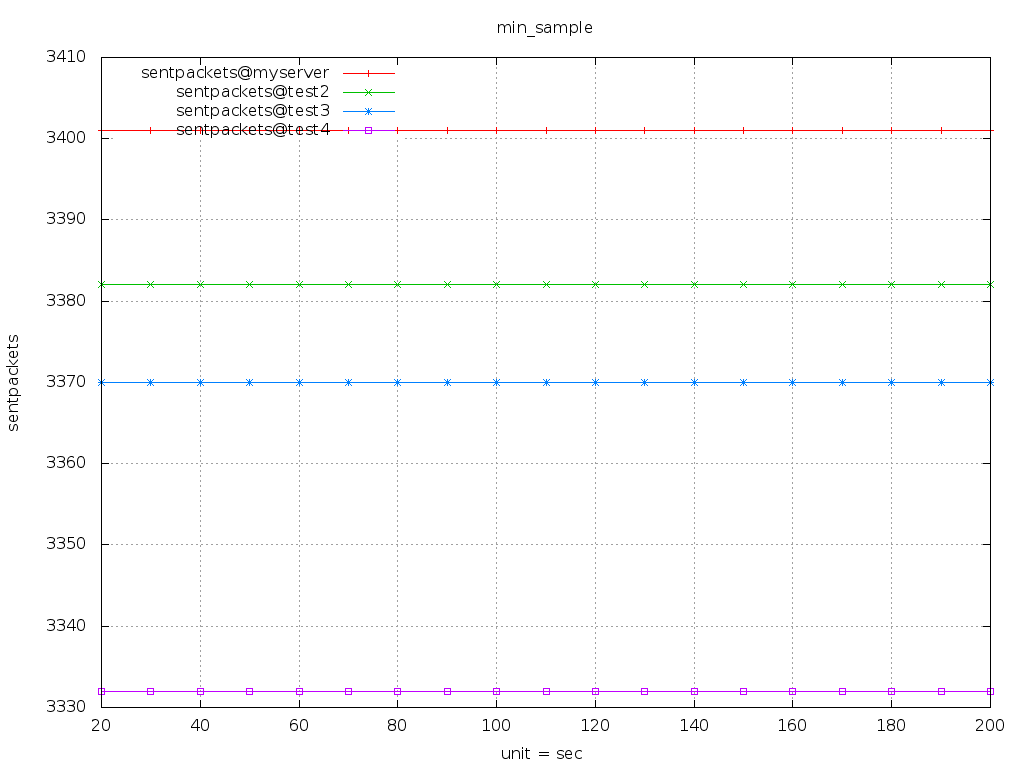 min_sample
3410
3400
3390
3380
3370
3360
3350
3340
3330
sentpackets
sentpackets@myserver
sentpackets@test2
sentpackets@test3
sentpackets@test4
20 40 60 80 100 120 140 160 180 200
unit = sec